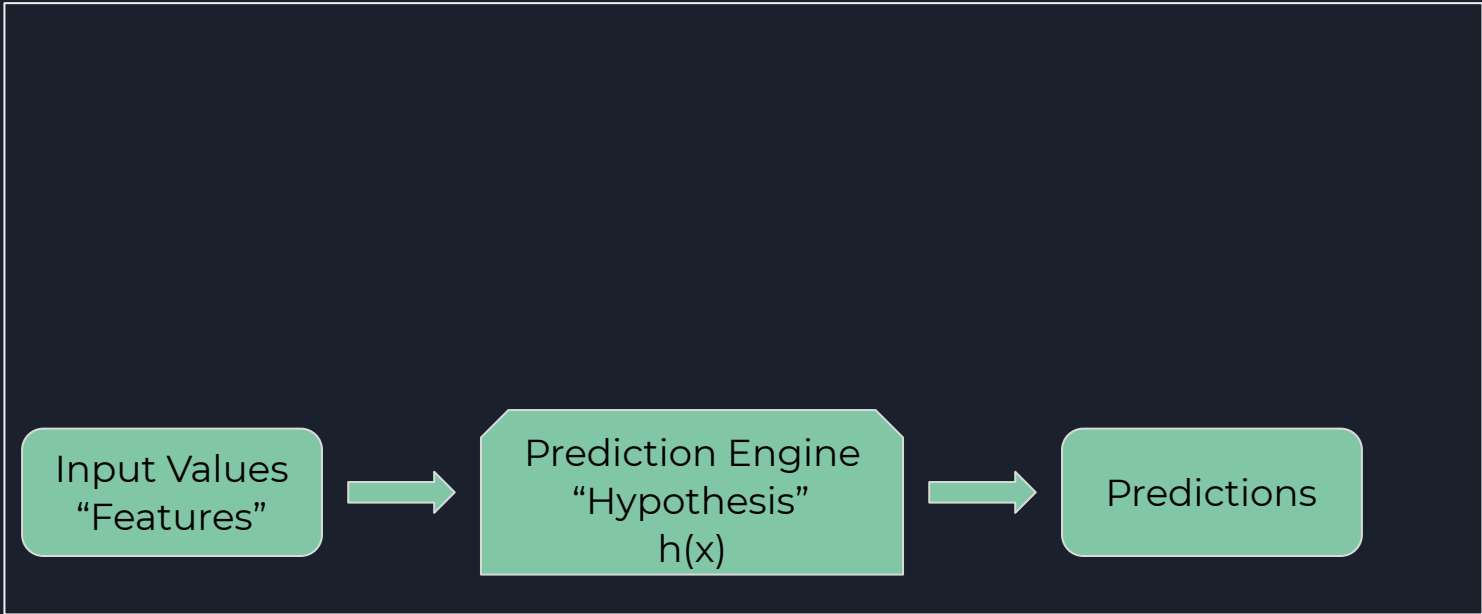 Input Values
“Features”
Prediction Engine
“Hypothesis”
h(x)
Predictions